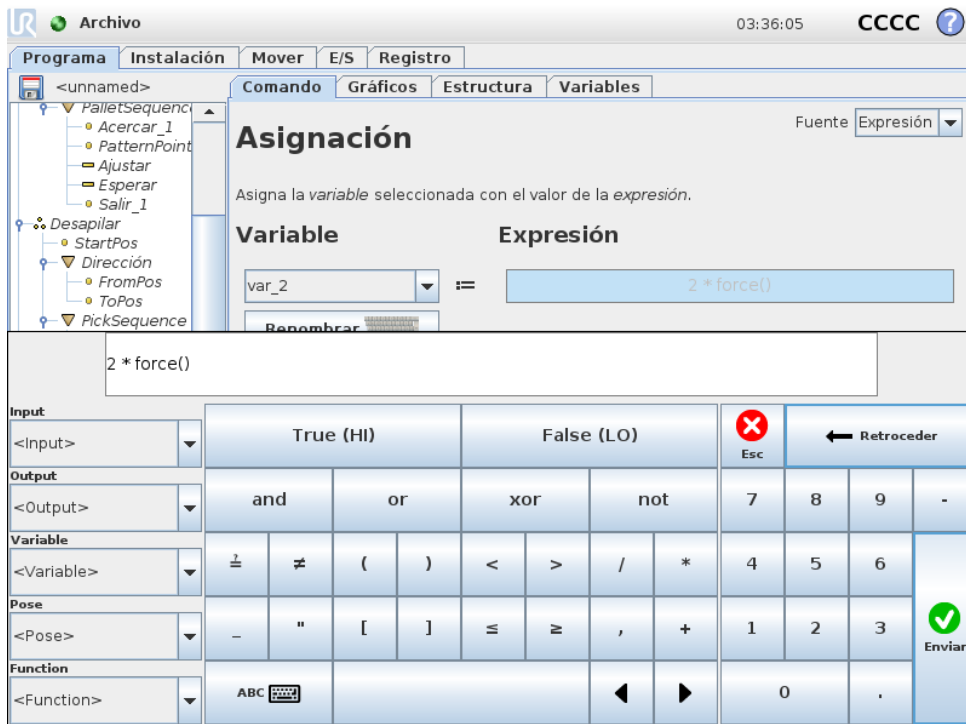 UR Archivo 03:36:05 CCCC ?
Programa Instalación Mover E/S Registro
<unnamed> Comando Gráficos Estructura Variables
PalletSequence
Acercar_1
PatternPoint
Ajustar
Esperar
Salir_1
Desapilar
StartPos
Dirección
FromPos
ToPos
PickSequence
Fuente Expresión
Asignación
Asigna la variable seleccionada con el valor de la expresión.
Variable Expresión
var_2 := 2 * force()
Renombrar
2 * force()
Input
<Input> True (HI) False (LO) Esc Retroceder
Output
<Output> and or xor not 7 8 9 -
Variable
<Variable> ≟ ≠ ( ) < > / * 4 5 6
Pose
<Pose> _ " [ ] ≤ ≥ , + 1 2 3 Enviar
Function
<Function> ABC 0 .